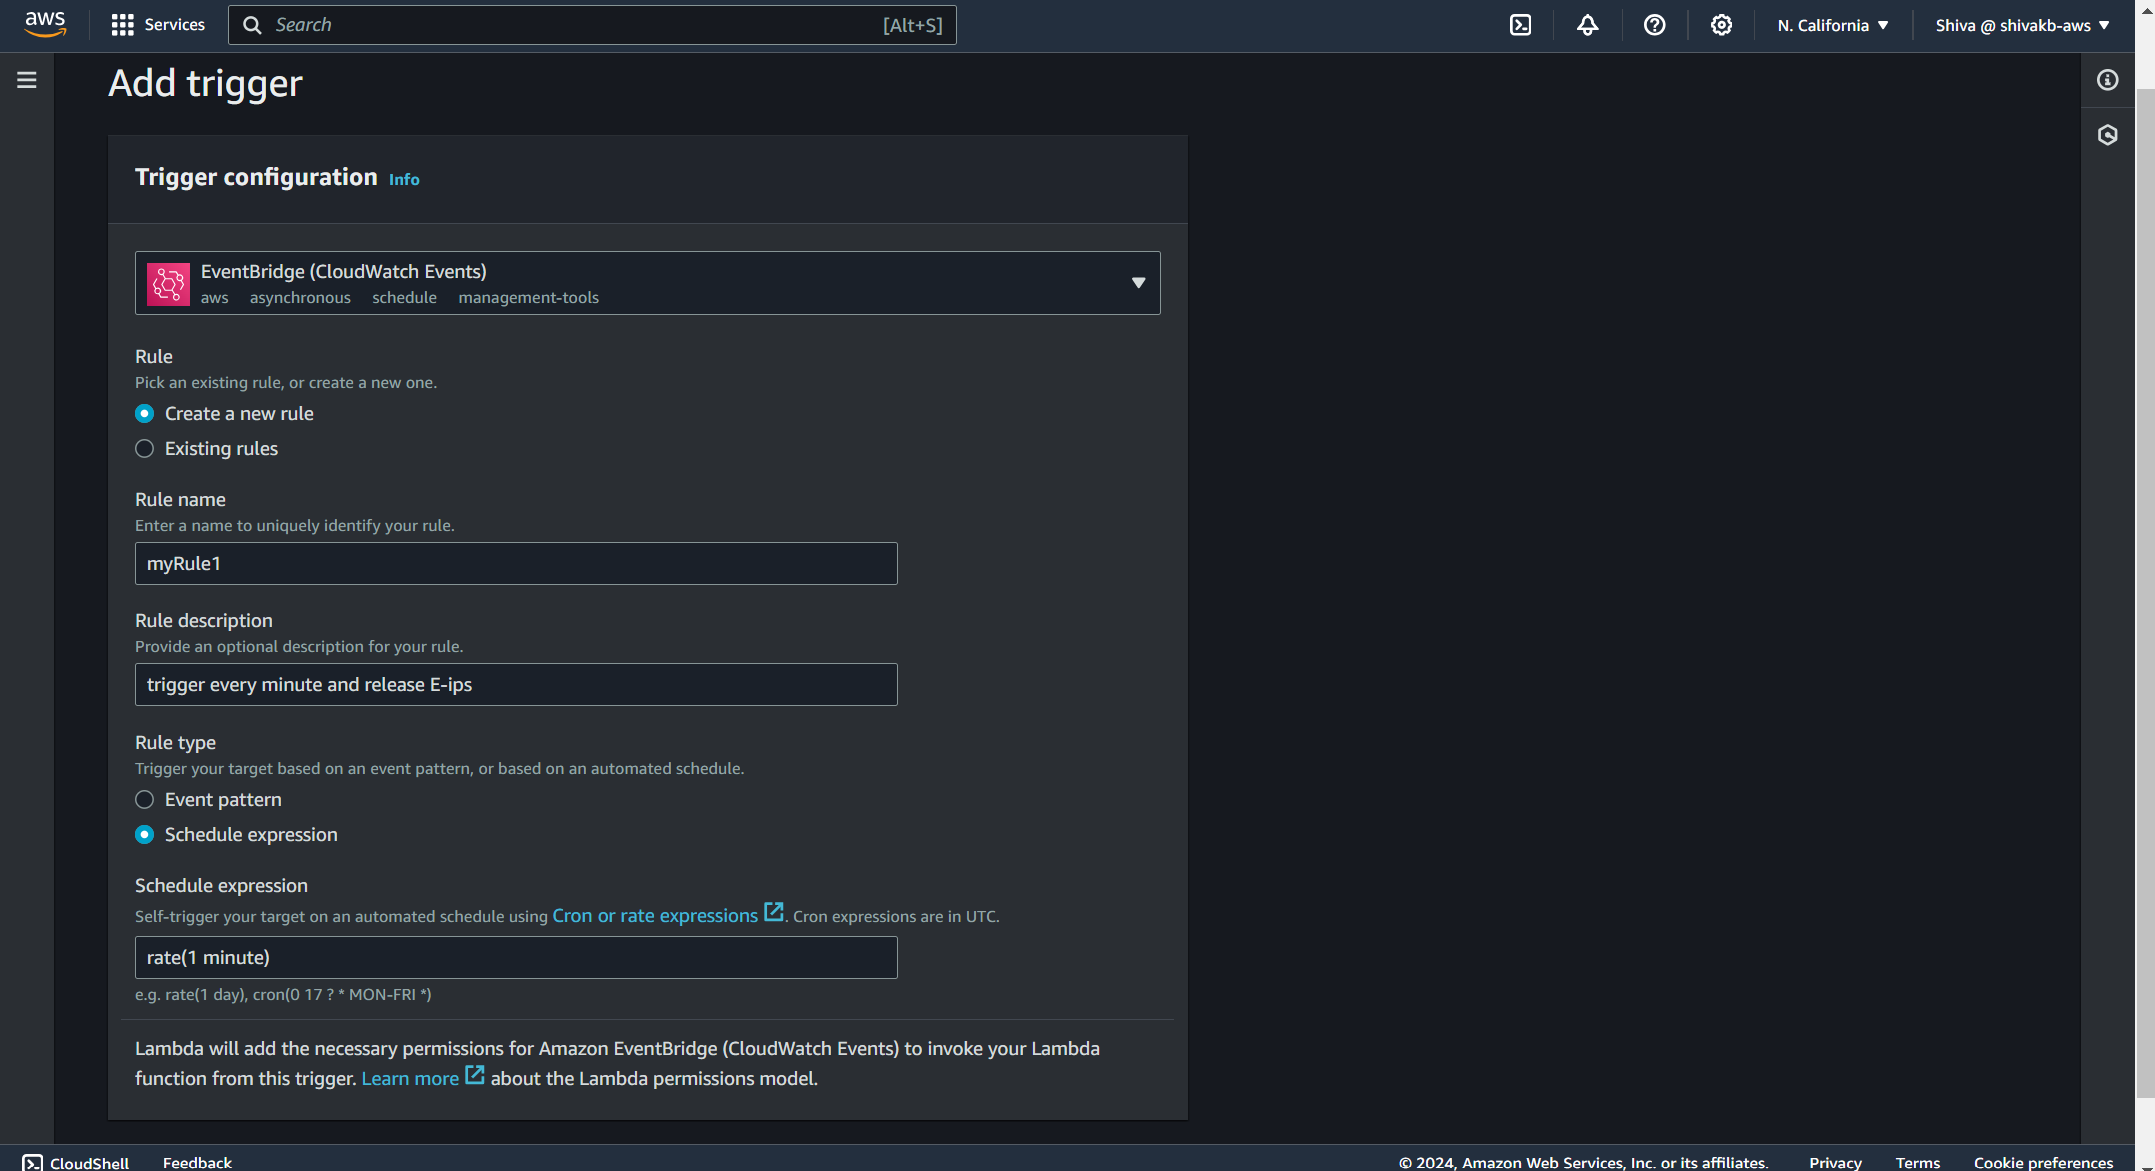 aws
Services
Search
[Alt+S]
N. California
Shiva @ shivakb-aws
Add trigger
Trigger configuration Info
EventBridge (CloudWatch Events)
aws asynchronous schedule management-tools
Rule
Pick an existing rule, or create a new one.
Create a new rule
Existing rules
Rule name
Enter a name to uniquely identify your rule.
myRule1
Rule description
Provide an optional description for your rule.
trigger every minute and release E-ips
Rule type
Trigger your target based on an event pattern, or based on an automated schedule.
Event pattern
Schedule expression
Schedule expression
Self-trigger your target on an automated schedule using Cron or rate expressions. Cron expressions are in UTC.
rate(1 minute)
e.g. rate(1 day), cron(0 17 ? * MON-FRI *)
Lambda will add the necessary permissions for Amazon EventBridge (CloudWatch Events) to invoke your Lambda
function from this trigger. Learn more about the Lambda permissions model.
CloudShell
Feedback
© 2024, Amazon Web Services, Inc. or its affiliates.
Privacy
Terms
Cookie preferences